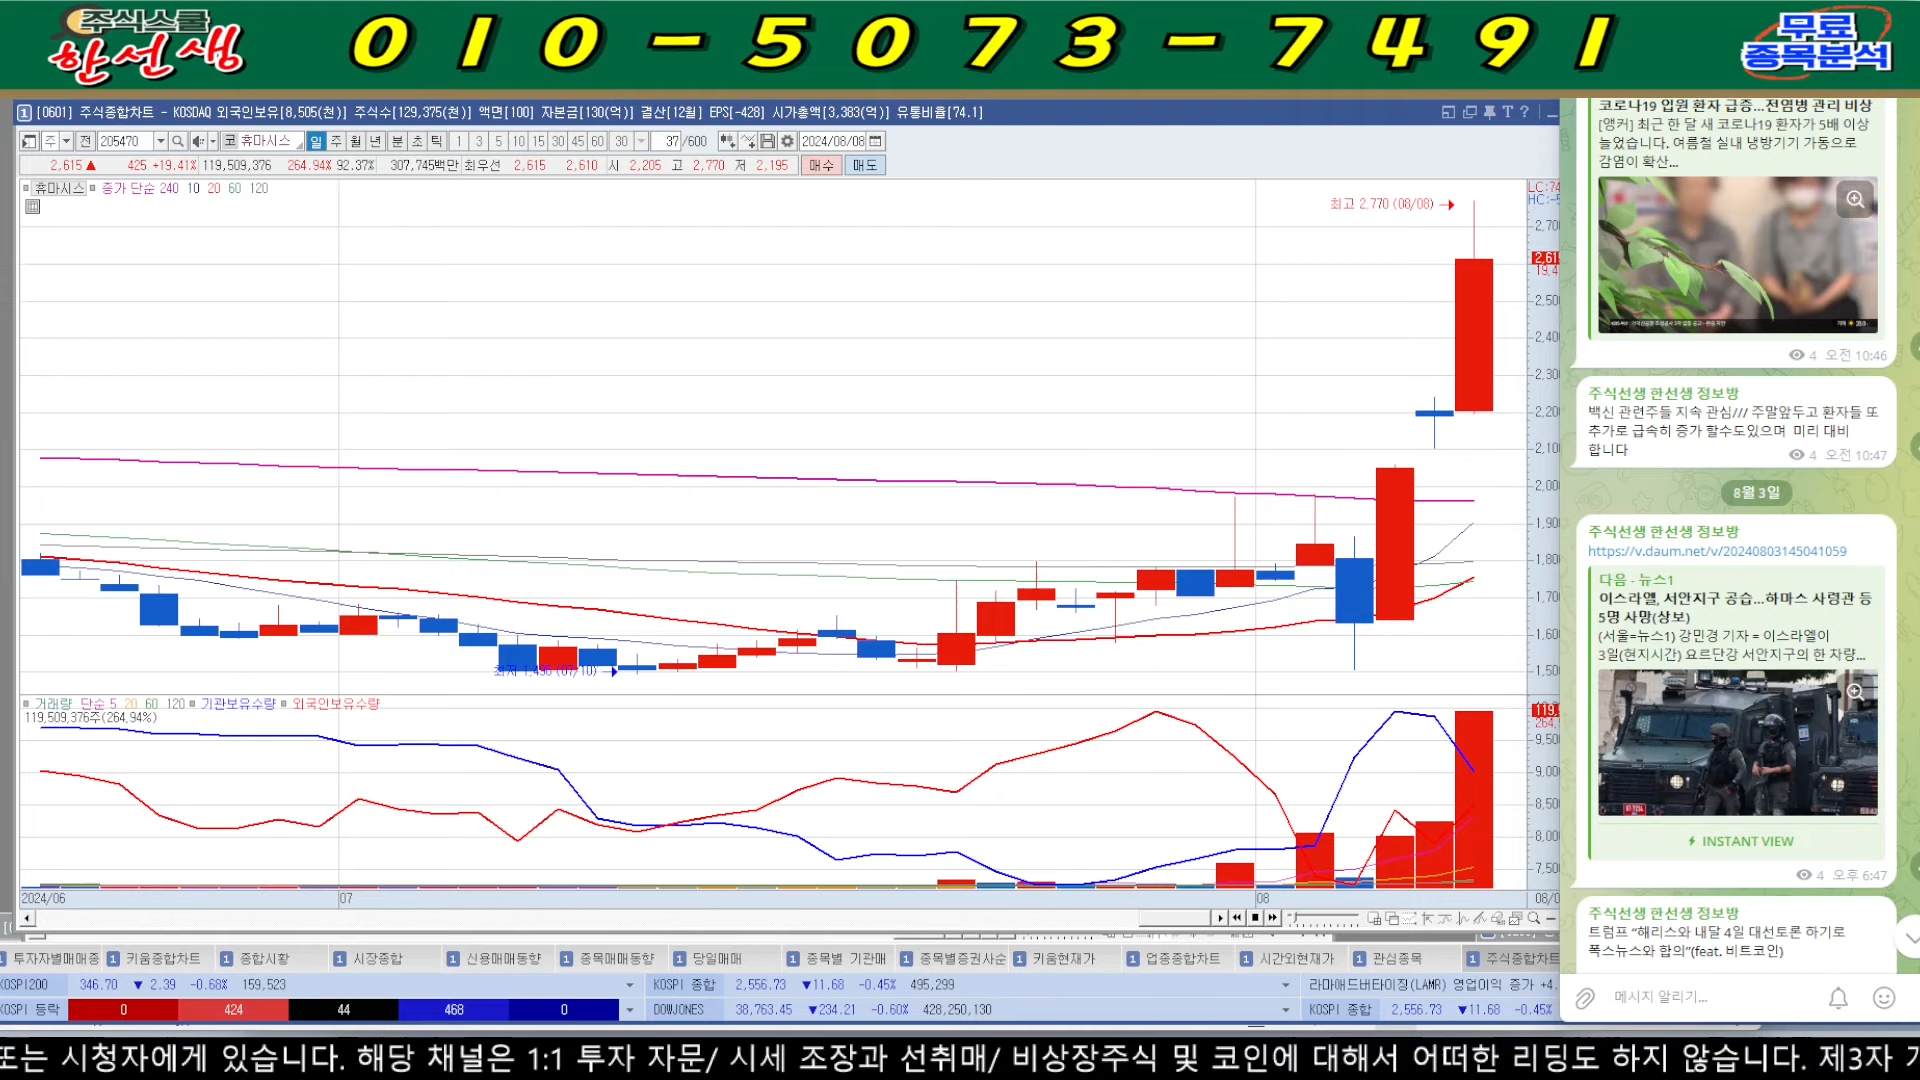 주식스쿨
한선생
010-5073-7491
무료
종목분석
1 [0601] 주식종합차트 - KOSDAQ 외국인보유[8,505(천)] 주식수[129,375(천)] 액면[100] 자본금[130(억)] 결산[12월] EPS[-428] 시가총액[3,383(억)] 유통비율[74.1]
주 전 205470 코 휴마시스 일 주 월 년 분 초 틱 1 3 5 10 15 30 45 60 30 37/600 2024/08/08
2,615 ▲ 425 +19.41% 119,509,376 264.94% 92.37% 307,745백만 최우선 2,615 2,610 시 2,205 고 2,770 저 2,195 매수 매도
휴마시스 종가 단순 240 10 20 60 120
최고 2,770 (08/08)
최저 1,496 (07/10)
거래량 단순 5 20 60 120 기관보유수량 외국인보유수량
119,509,376주(264,94%)
9,500
9,000
8,500
8,000
7,500
2024/06 07 08
투자자별매매종 1 키움종합차트 1 종합시황 1 시장종합 1 신용매매동향 1 종목매매동향 1 당일매매 1 종목별 기관매 1 종목별증권사순 1 키움현재가 1 업종종합차트 1 시간외현재가 1 관심종목 1 주식종합차트
KOSPI200 346.70 ▼ 2.39 -0.68% 159,523 KOSPI 종합 2,556.73 ▼11.68 -0.45% 495,299 라마애드버타이징(LAMR) 영업이익 증가 +4.
KOSPI 등락 0 424 44 468 0 DOWJONES 38,763.45 ▼234.21 -0.60% 428,250,130 KOSPI 종합 2,556.73 ▼11.68 -0.45%
코로나19 입원 환자 급증...전염병 관리 비상
[앵커] 최근 한 달 새 코로나19 환자가 5배 이상
늘었습니다. 여름철 실내 냉방기기 가동으로
감염이 확산...
4 오전 10:46
주식선생 한선생 정보방
백신 관련주들 지속 관심/// 주말앞두고 환자들 또
추가로 급속히 증가 할수도있으며 미리 대비
합니다
4 오전 10:47
8월 3일
주식선생 한선생 정보방
https://v.daum.net/v/20240803145041059
다음 - 뉴스1
이스라엘, 서안지구 공습...하마스 사령관 등
5명 사망(상보)
(서울=뉴스1) 강민경 기자 = 이스라엘이
3일(현지시간) 요르단강 서안지구의 한 차량...
INSTANT VIEW
4 오후 6:47
주식선생 한선생 정보방
트럼프 “해리스와 내달 4일 대선토론 하기로
폭스뉴스와 합의”(feat. 비트코인)
메시지 알리기...
또는 시청자에게 있습니다. 해당 채널은 1:1 투자 자문/ 시세 조장과 선취매/ 비상장주식 및 코인에 대해서 어떠한 리딩도 하지 않습니다. 제3자